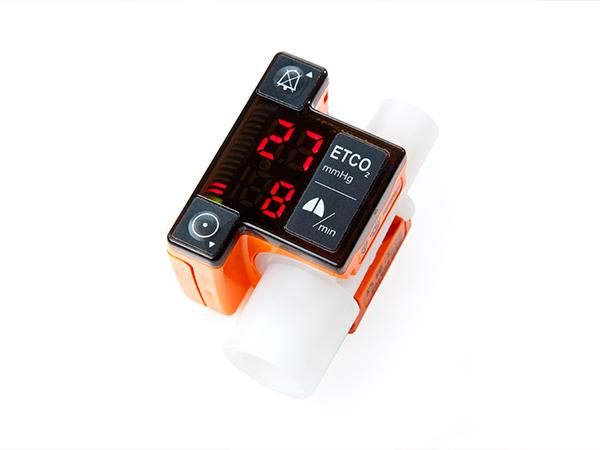 27
ETCO₂
mmHg
8
/min